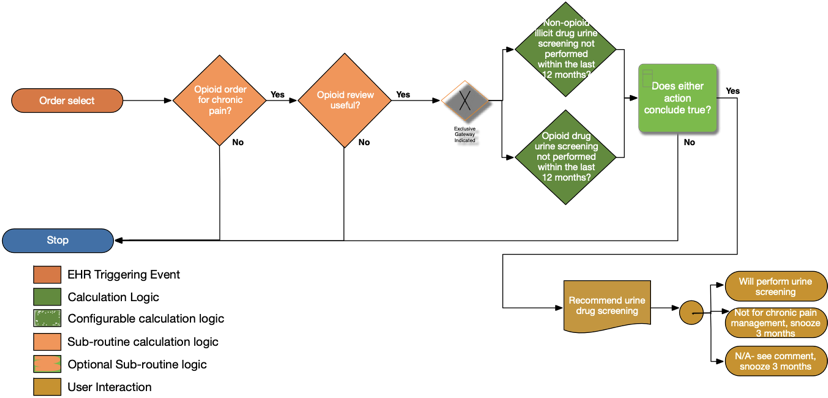 Order select
Opioid order
for chronic
pain?
Yes
No
Opioid review
useful?
Yes
No
Exclusive
Gateway
Indicated
Non-opioid
illicit drug urine
screening not
performed
within the last
12 months?
Opioid drug
urine screening
not performed
within the last
12 months?
Does either
action
conclude true?
Yes
No
Stop
Recommend urine
drug screening
Will perform urine
screening
Not for chronic pain
management, snooze
3 months
N/A- see comment,
snooze 3 months
EHR Triggering Event
Calculation Logic
Configurable calculation logic
Sub-routine calculation logic
Optional Sub-routine logic
User Interaction